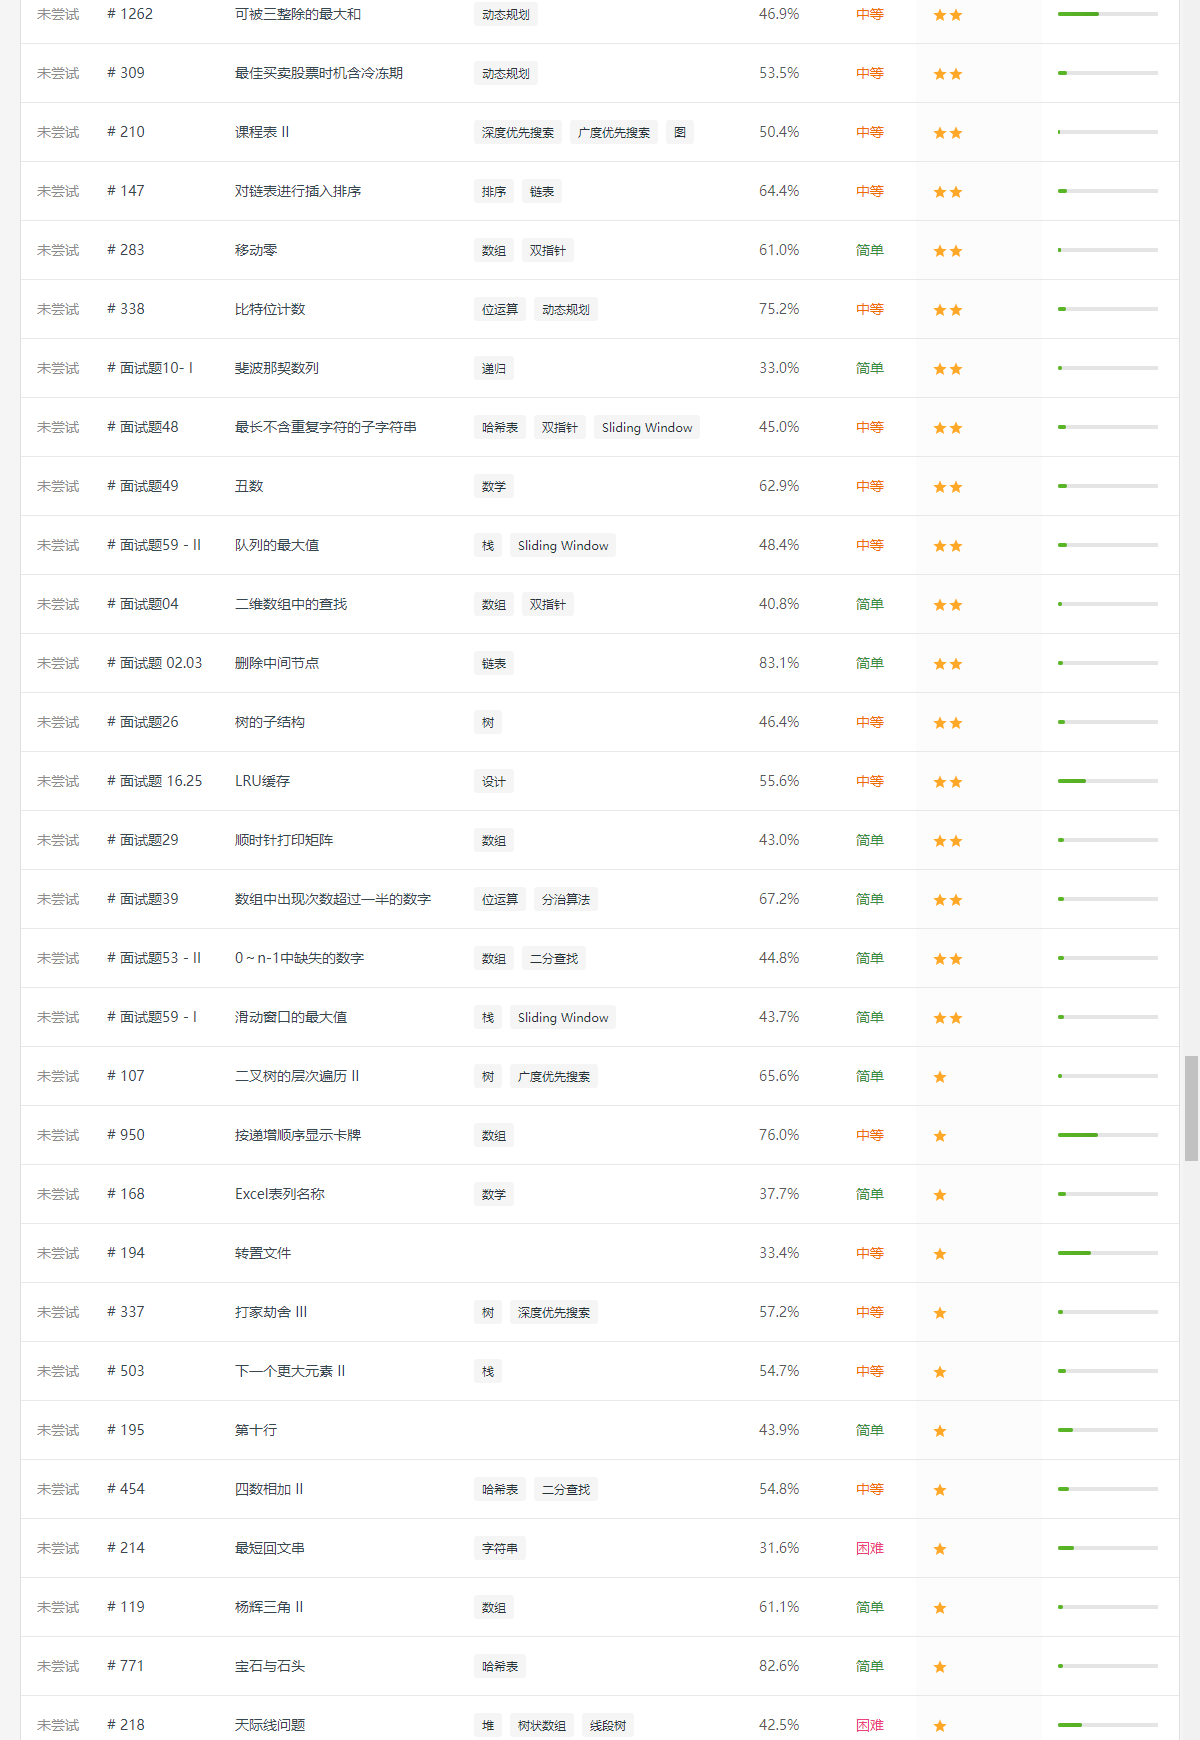 未尝试 # 1262 可被三整除的最大和 动态规划 46.9% 中等
未尝试 # 309 最佳买卖股票时机含冷冻期 动态规划 53.5% 中等
未尝试 # 210 课程表 II 深度优先搜索 广度优先搜索 图 50.4% 中等
未尝试 # 147 对链表进行插入排序 排序 链表 64.4% 中等
未尝试 # 283 移动零 数组 双指针 61.0% 简单
未尝试 # 338 比特位计数 位运算 动态规划 75.2% 中等
未尝试 # 面试题10- I 斐波那契数列 递归 33.0% 简单
未尝试 # 面试题48 最长不含重复字符的子字符串 哈希表 双指针 Sliding Window 45.0% 中等
未尝试 # 面试题49 丑数 数学 62.9% 中等
未尝试 # 面试题59 - II 队列的最大值 栈 Sliding Window 48.4% 中等
未尝试 # 面试题04 二维数组中的查找 数组 双指针 40.8% 简单
未尝试 # 面试题 02.03 删除中间节点 链表 83.1% 简单
未尝试 # 面试题26 树的子结构 树 46.4% 中等
未尝试 # 面试题 16.25 LRU缓存 设计 55.6% 中等
未尝试 # 面试题29 顺时针打印矩阵 数组 43.0% 简单
未尝试 # 面试题39 数组中出现次数超过一半的数字 位运算 分治算法 67.2% 简单
未尝试 # 面试题53 - II 0～n-1中缺失的数字 数组 二分查找 44.8% 简单
未尝试 # 面试题59 - I 滑动窗口的最大值 栈 Sliding Window 43.7% 简单
未尝试 # 107 二叉树的层次遍历 II 树 广度优先搜索 65.6% 简单
未尝试 # 950 按递增顺序显示卡牌 数组 76.0% 中等
未尝试 # 168 Excel表列名称 数学 37.7% 简单
未尝试 # 194 转置文件 33.4% 中等
未尝试 # 337 打家劫舍 III 树 深度优先搜索 57.2% 中等
未尝试 # 503 下一个更大元素 II 栈 54.7% 中等
未尝试 # 195 第十行 43.9% 简单
未尝试 # 454 四数相加 II 哈希表 二分查找 54.8% 中等
未尝试 # 214 最短回文串 字符串 31.6% 困难
未尝试 # 119 杨辉三角 II 数组 61.1% 简单
未尝试 # 771 宝石与石头 哈希表 82.6% 简单
未尝试 # 218 天际线问题 堆 树状数组 线段树 42.5% 困难